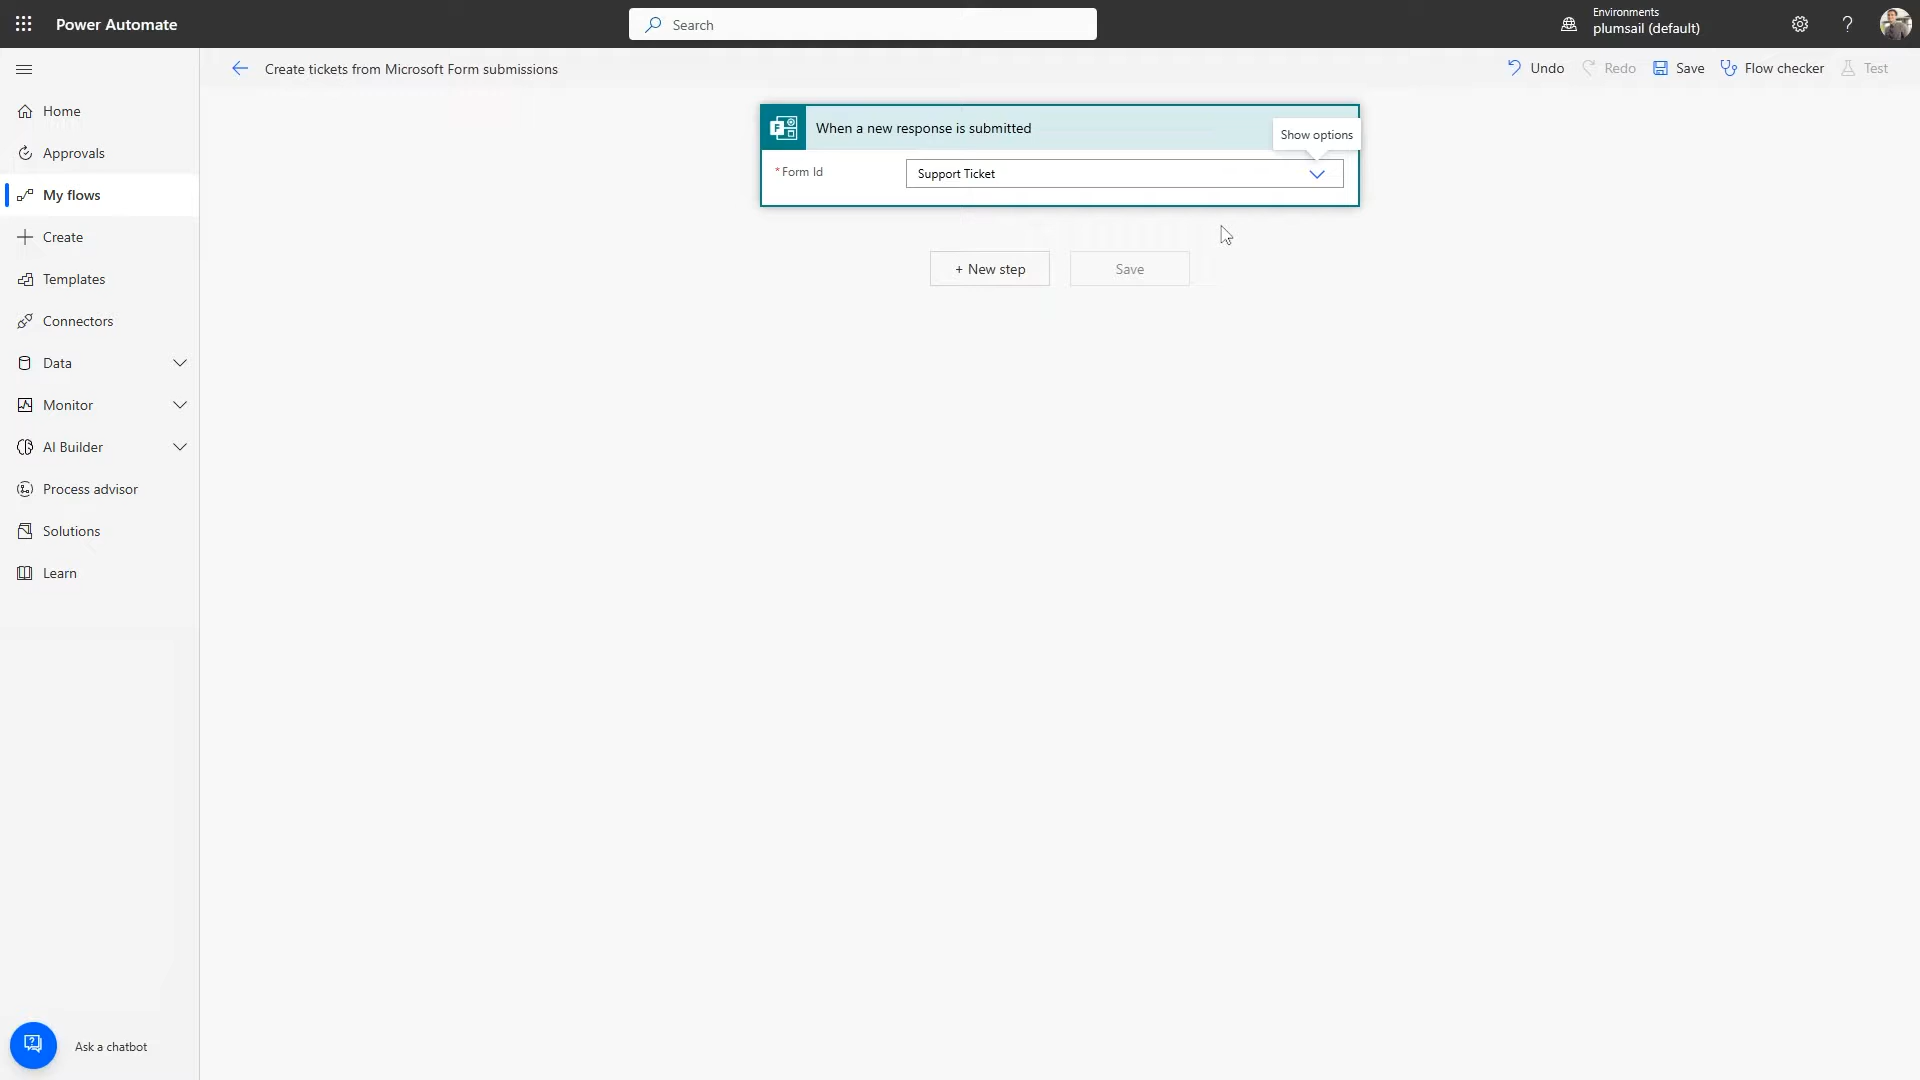 Power Automate
Search
Environments
plumsail (default)
?
Create tickets from Microsoft Form submissions
Undo
Redo
Save
Flow checker
Test
Home
Approvals
My flows
Create
Templates
Connectors
Data
Monitor
AI Builder
Process advisor
Solutions
Learn
When a new response is submitted
Show options
* Form Id
Support Ticket
+ New step
Save
Ask a chatbot